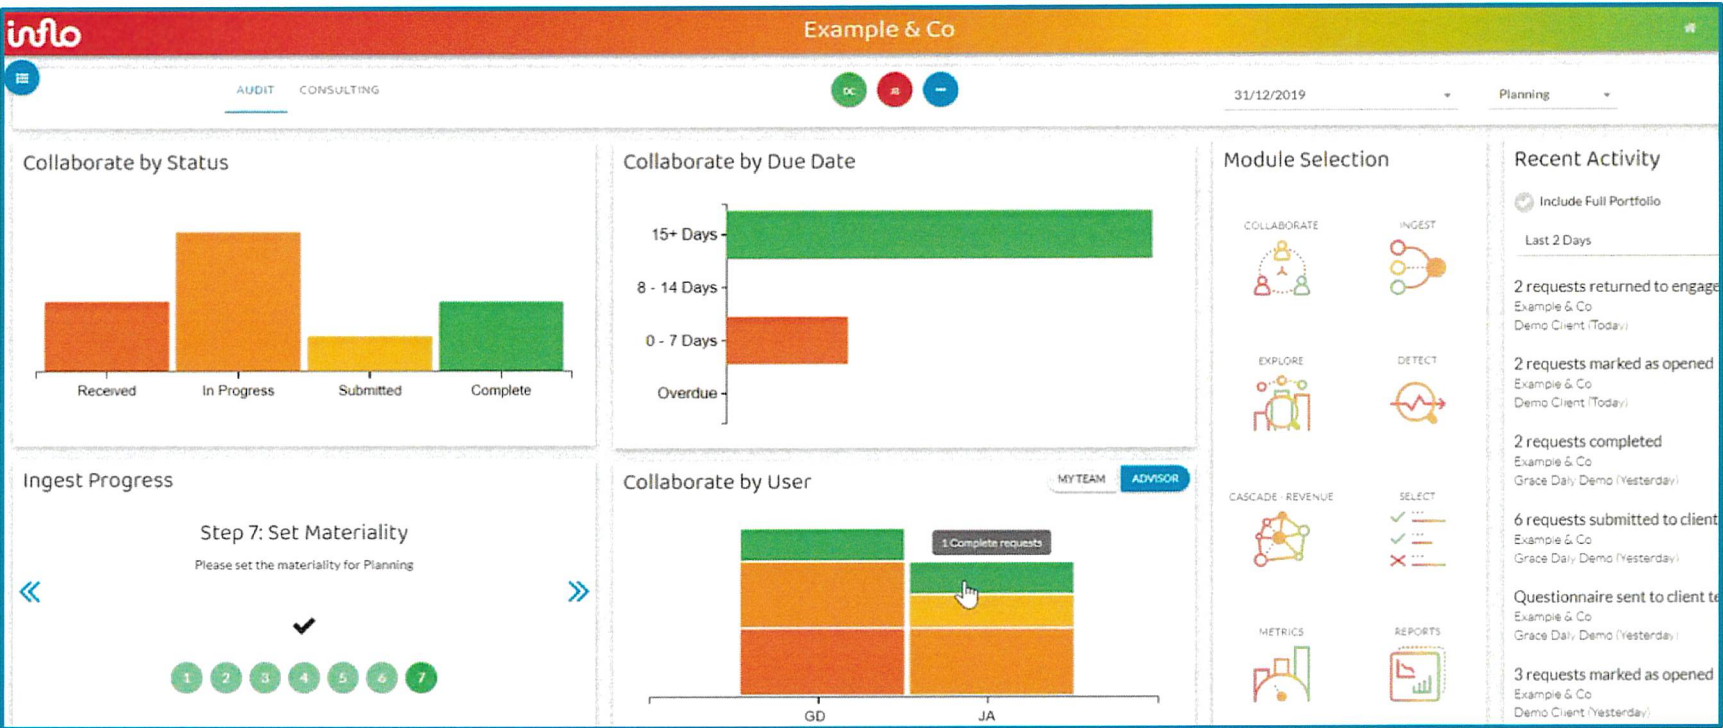 inflo
Example & Co
AUDIT
CONSULTING
DC
JB
31/12/2019
Planning
Collaborate by Status
Received
In Progress
Submitted
Complete
Collaborate by Due Date
15+ Days
8 - 14 Days
0 - 7 Days
Overdue
Module Selection
COLLABORATE
INGEST
EXPLORE
DETECT
CASCADE - REVENUE
SELECT
METRICS
REPORTS
Recent Activity
Include Full Portfolio
Last 2 Days
2 requests returned to engage
Example & Co
Demo Client (Today)
2 requests marked as opened
Example & Co
Demo Client (Today)
2 requests completed
Example & Co
Grace Daly Demo (Yesterday)
6 requests submitted to client
Example & Co
Grace Daly Demo (Yesterday)
Questionnaire sent to client te
Example & Co
Grace Daly Demo (Yesterday)
3 requests marked as opened
Example & Co
Demo Client (Yesterday)
Ingest Progress
Step 7: Set Materiality
Please set the materiality for Planning
1 2 3 4 5 6 7
Collaborate by User
MY TEAM
ADVISOR
1 Complete requests
GD
JA